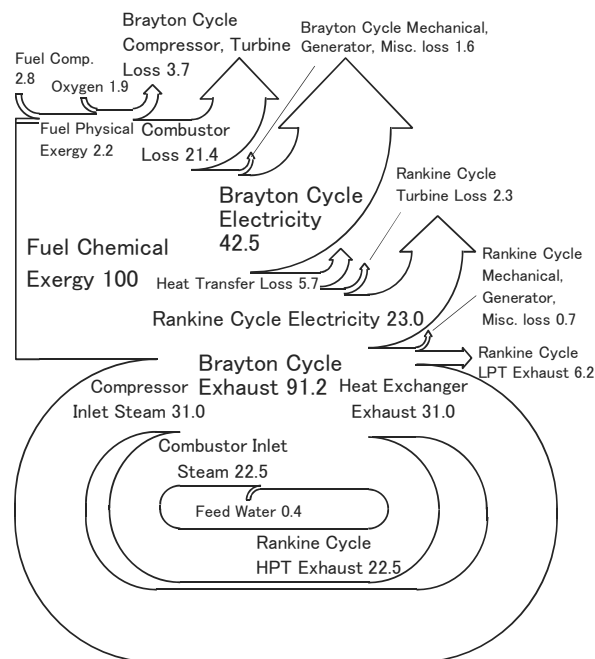 Brayton Cycle
Compressor, Turbine
Loss 3.7
Brayton Cycle Mechanical,
Generator, Misc. loss 1.6
Fuel Comp.
2.8
Oxygen 1.9
Fuel Physical
Exergy 2.2
Combustor
Loss 21.4
Rankine Cycle
Turbine Loss 2.3
Brayton Cycle
Electricity
42.5
Fuel Chemical
Exergy 100
Heat Transfer Loss 5.7
Rankine Cycle
Mechanical,
Generator,
Misc. loss 0.7
Rankine Cycle Electricity 23.0
Rankine Cycle
LPT Exhaust 6.2
Brayton Cycle
Exhaust 91.2
Compressor
Inlet Steam 31.0
Heat Exchanger
Exhaust 31.0
Combustor Inlet
Steam 22.5
Feed Water 0.4
Rankine Cycle
HPT Exhaust 22.5